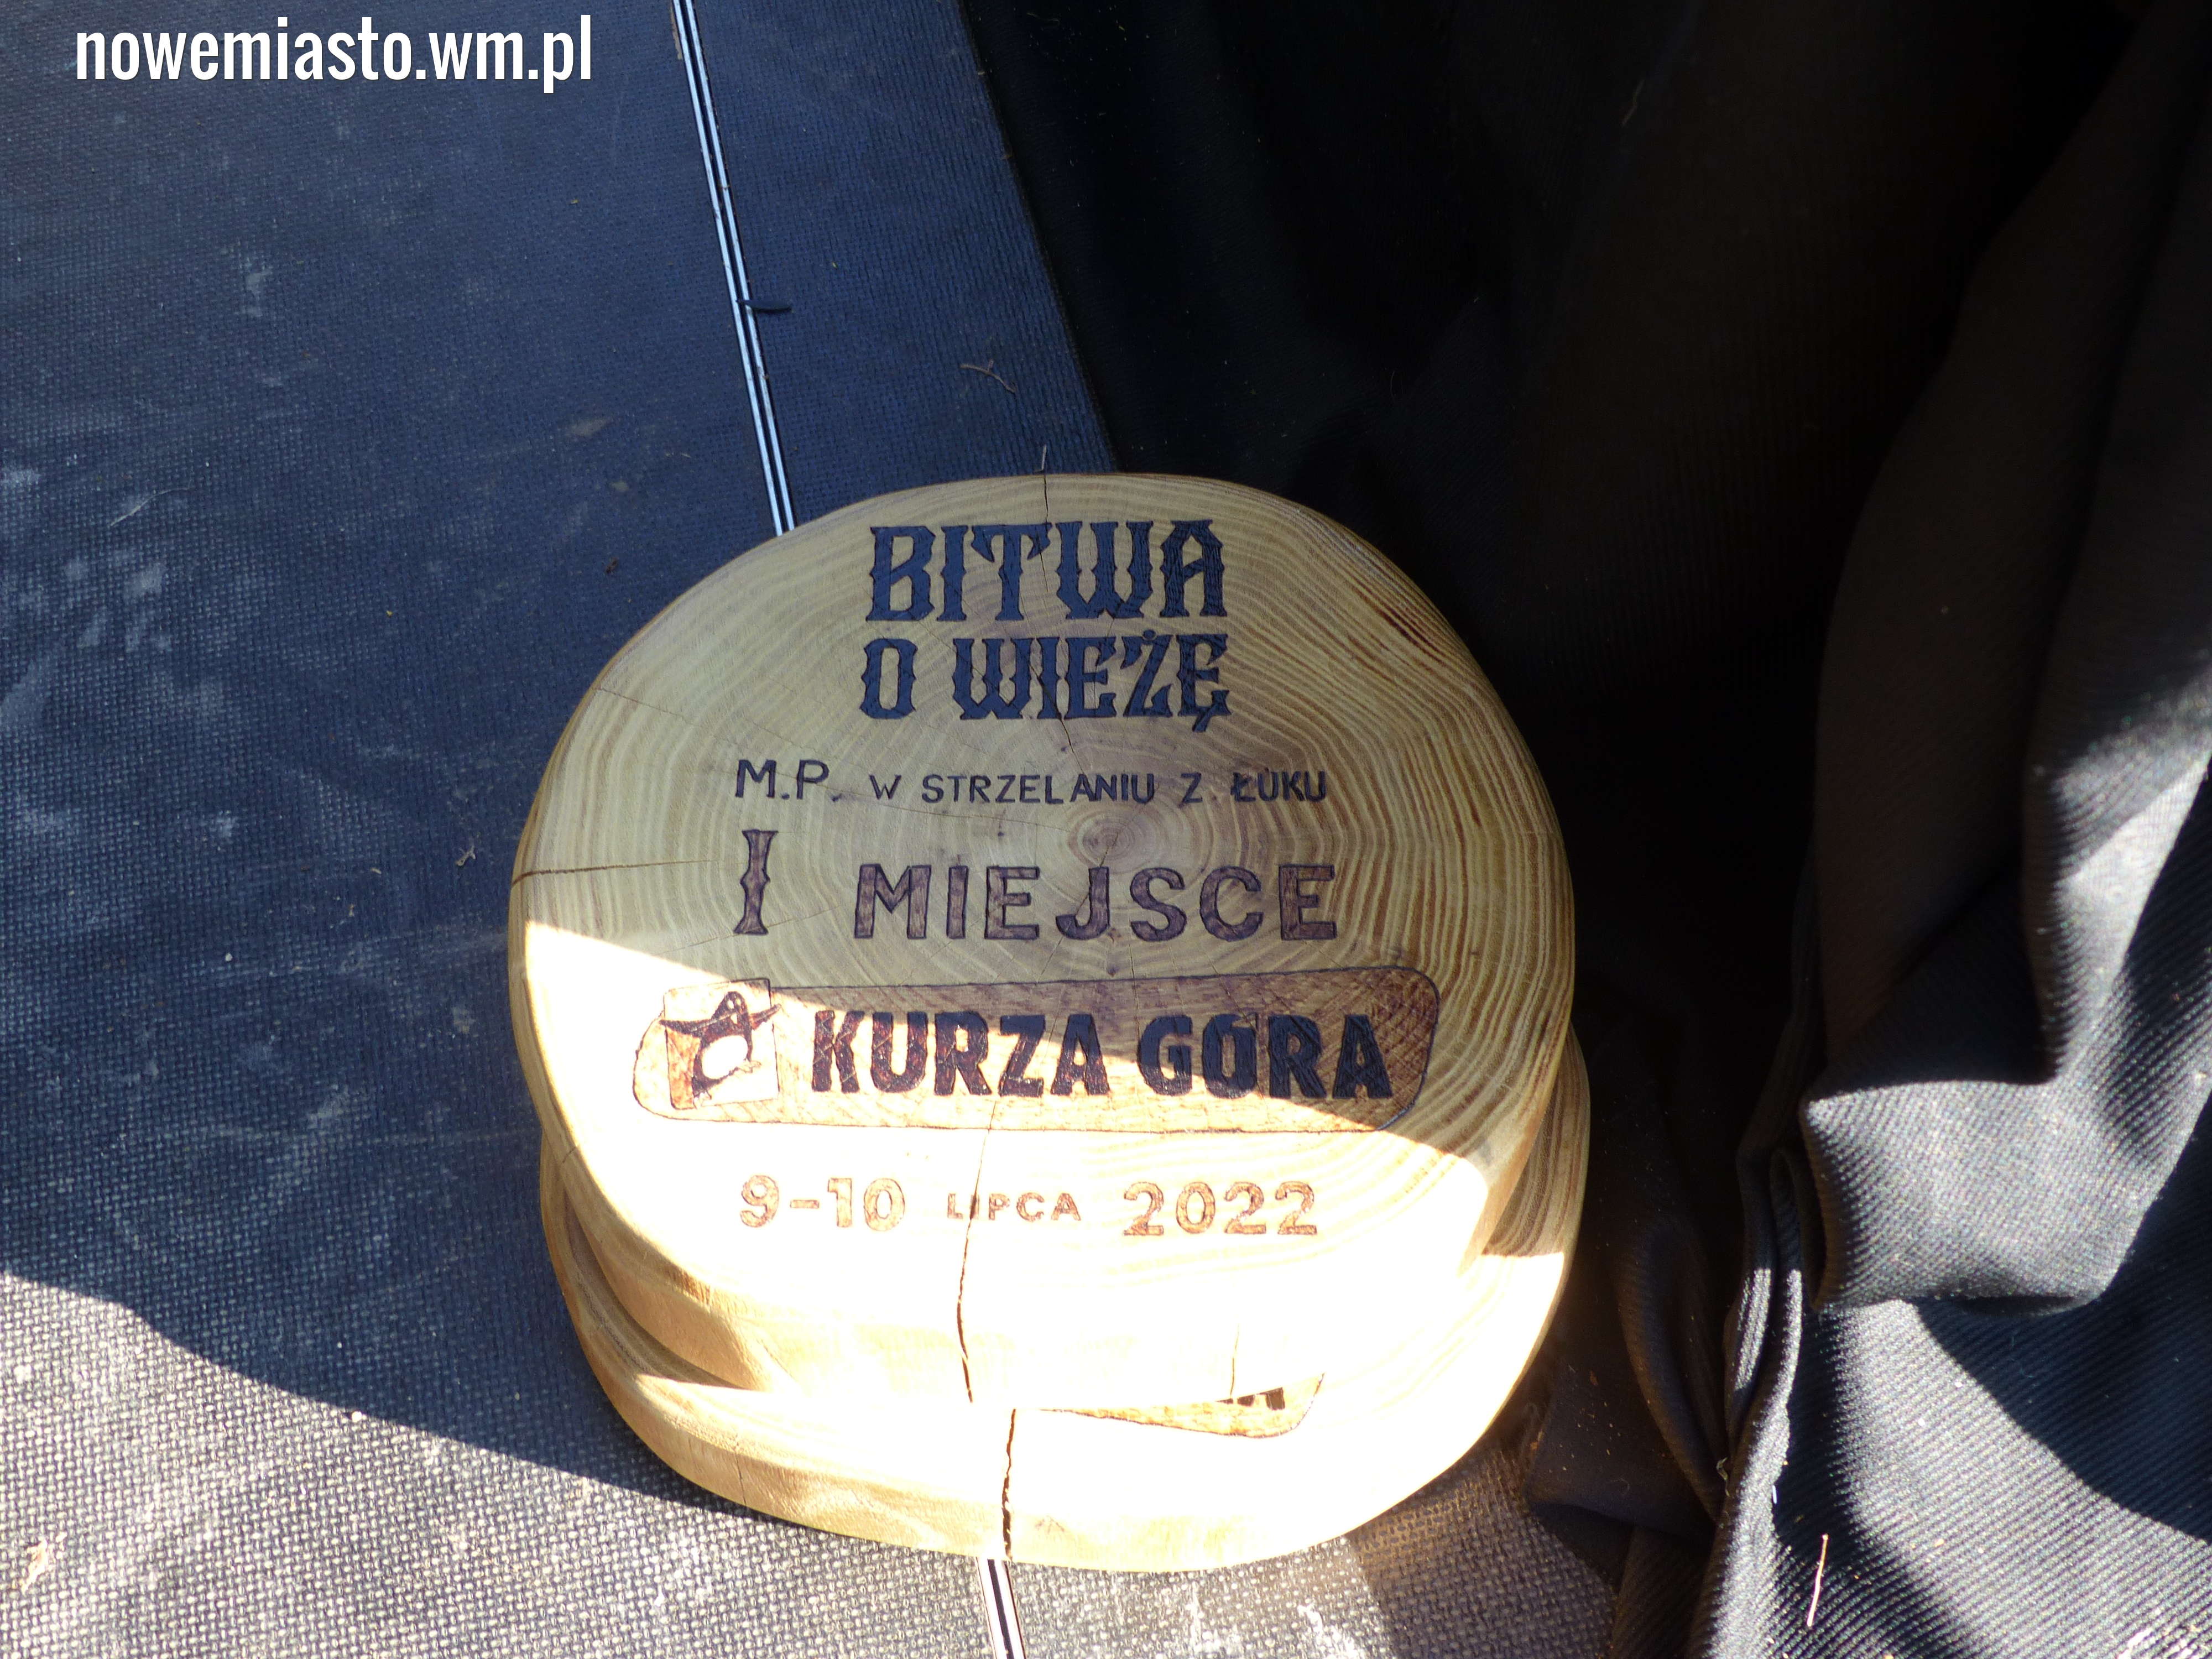 nowemiasto.wm.pl
BITWA
O WIEŻĘ
M.P. W STRZELANIU Z ŁUKU
I MIEJSCE
KURZA GÓRA
9-10 LIPCA 2022